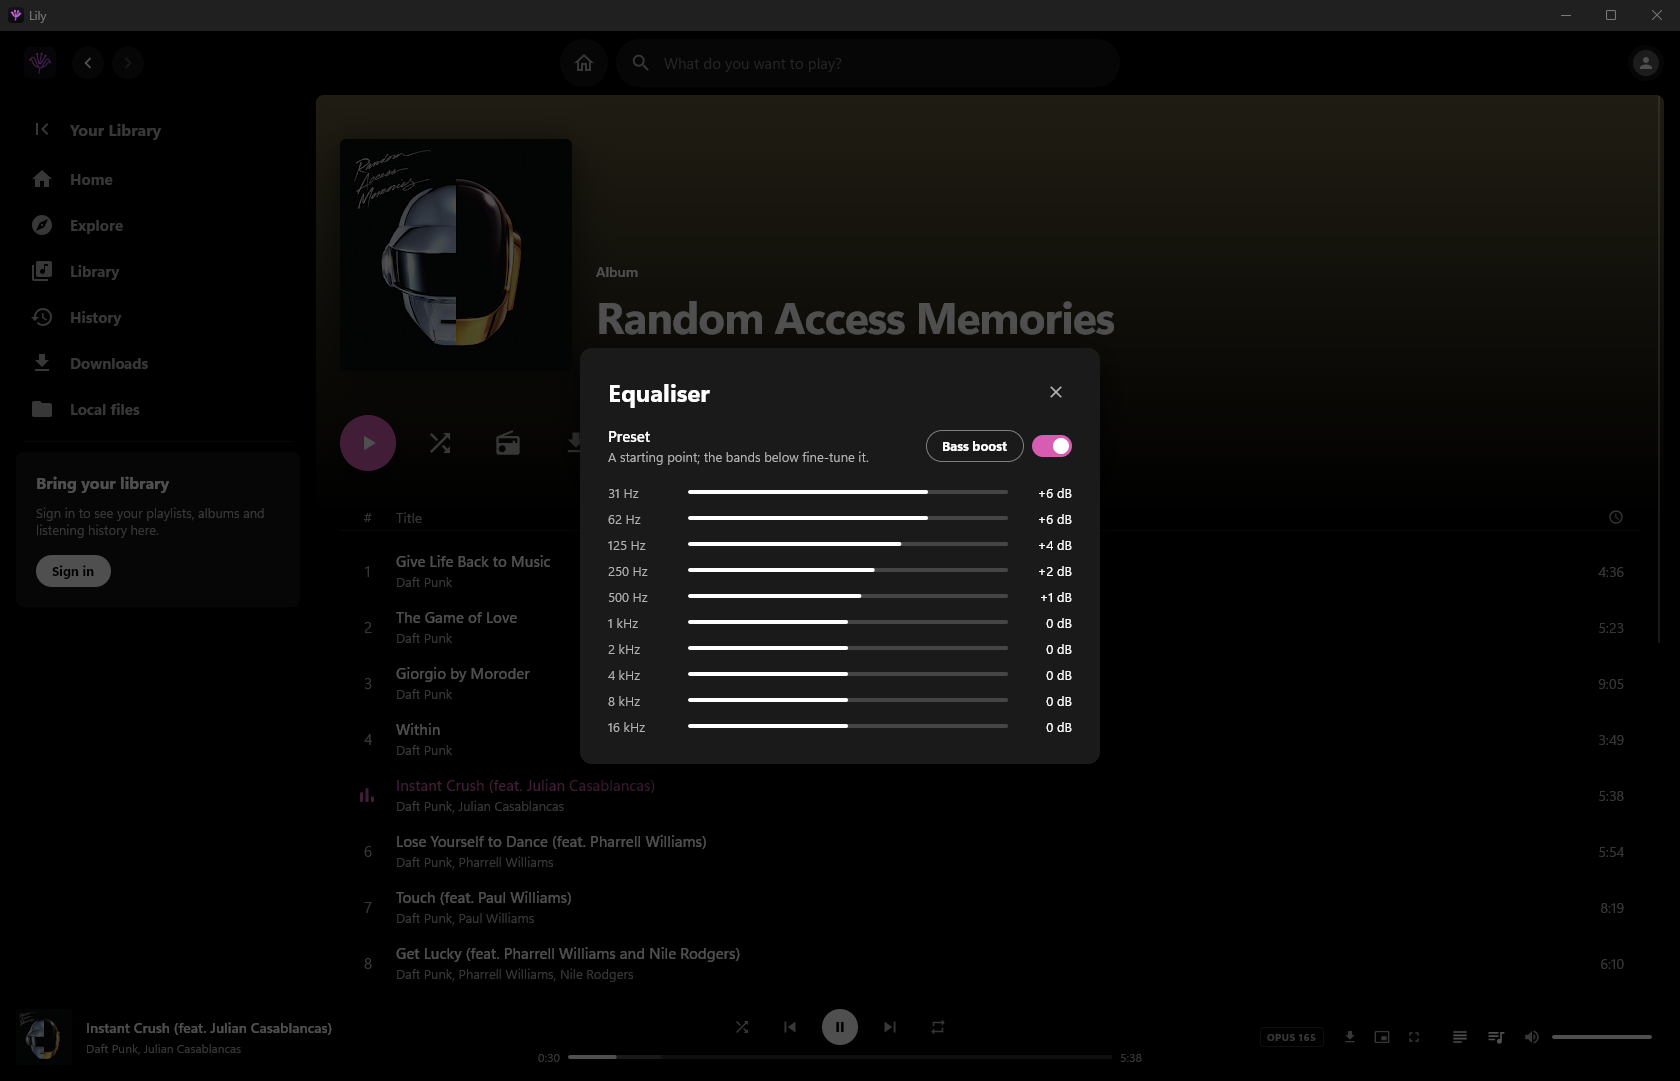 Lily
What do you want to play?
Your Library
Home
Explore
Library
History
Downloads
Local files
Bring your library
Sign in to see your playlists, albums and
listening history here.
Sign in
Random
Access
Memories
Album
Random Access Memories
Equaliser
Preset
A starting point; the bands below fine-tune it.
Bass boost
31 Hz +6 dB
62 Hz +6 dB
125 Hz +4 dB
250 Hz +2 dB
500 Hz +1 dB
1 kHz 0 dB
2 kHz 0 dB
4 kHz 0 dB
8 kHz 0 dB
16 kHz 0 dB
# Title
1 Give Life Back to Music 4:36
Daft Punk
2 The Game of Love 5:23
Daft Punk
3 Giorgio by Moroder 9:05
Daft Punk
4 Within 3:49
Daft Punk
Instant Crush (feat. Julian Casablancas) 5:38
Daft Punk, Julian Casablancas
6 Lose Yourself to Dance (feat. Pharrell Williams) 5:54
Daft Punk, Pharrell Williams
7 Touch (feat. Paul Williams) 8:19
Daft Punk, Paul Williams
8 Get Lucky (feat. Pharrell Williams and Nile Rodgers) 6:10
Daft Punk, Pharrell Williams, Nile Rodgers
Instant Crush (feat. Julian Casablancas)
Daft Punk, Julian Casablancas
0:30 5:38
OPUS 165